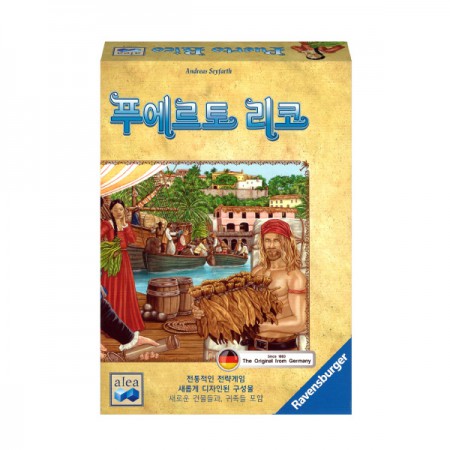 Puerto Rico
Andreas Seyfarth
푸에르토 리코
Since 1883
The Original from Germany
alea
전통적인 전략게임
새롭게 디자인된 구성물
새로운 건물들과, 귀족들 포함
Ravensburger